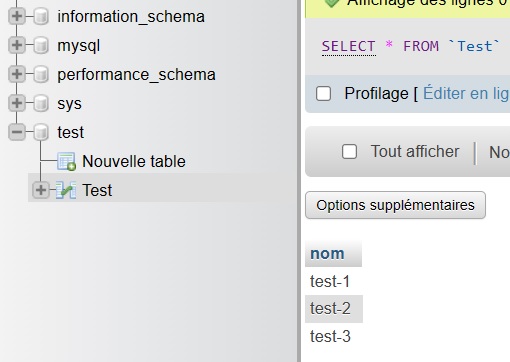 information_schema
mysql
performance_schema
sys
test
Nouvelle table
Test
Affichage des lignes 0
SELECT * FROM `Test`
Profilage [ Éditer en lig
Tout afficher
No
Options supplémentaires
nom
test-1
test-2
test-3